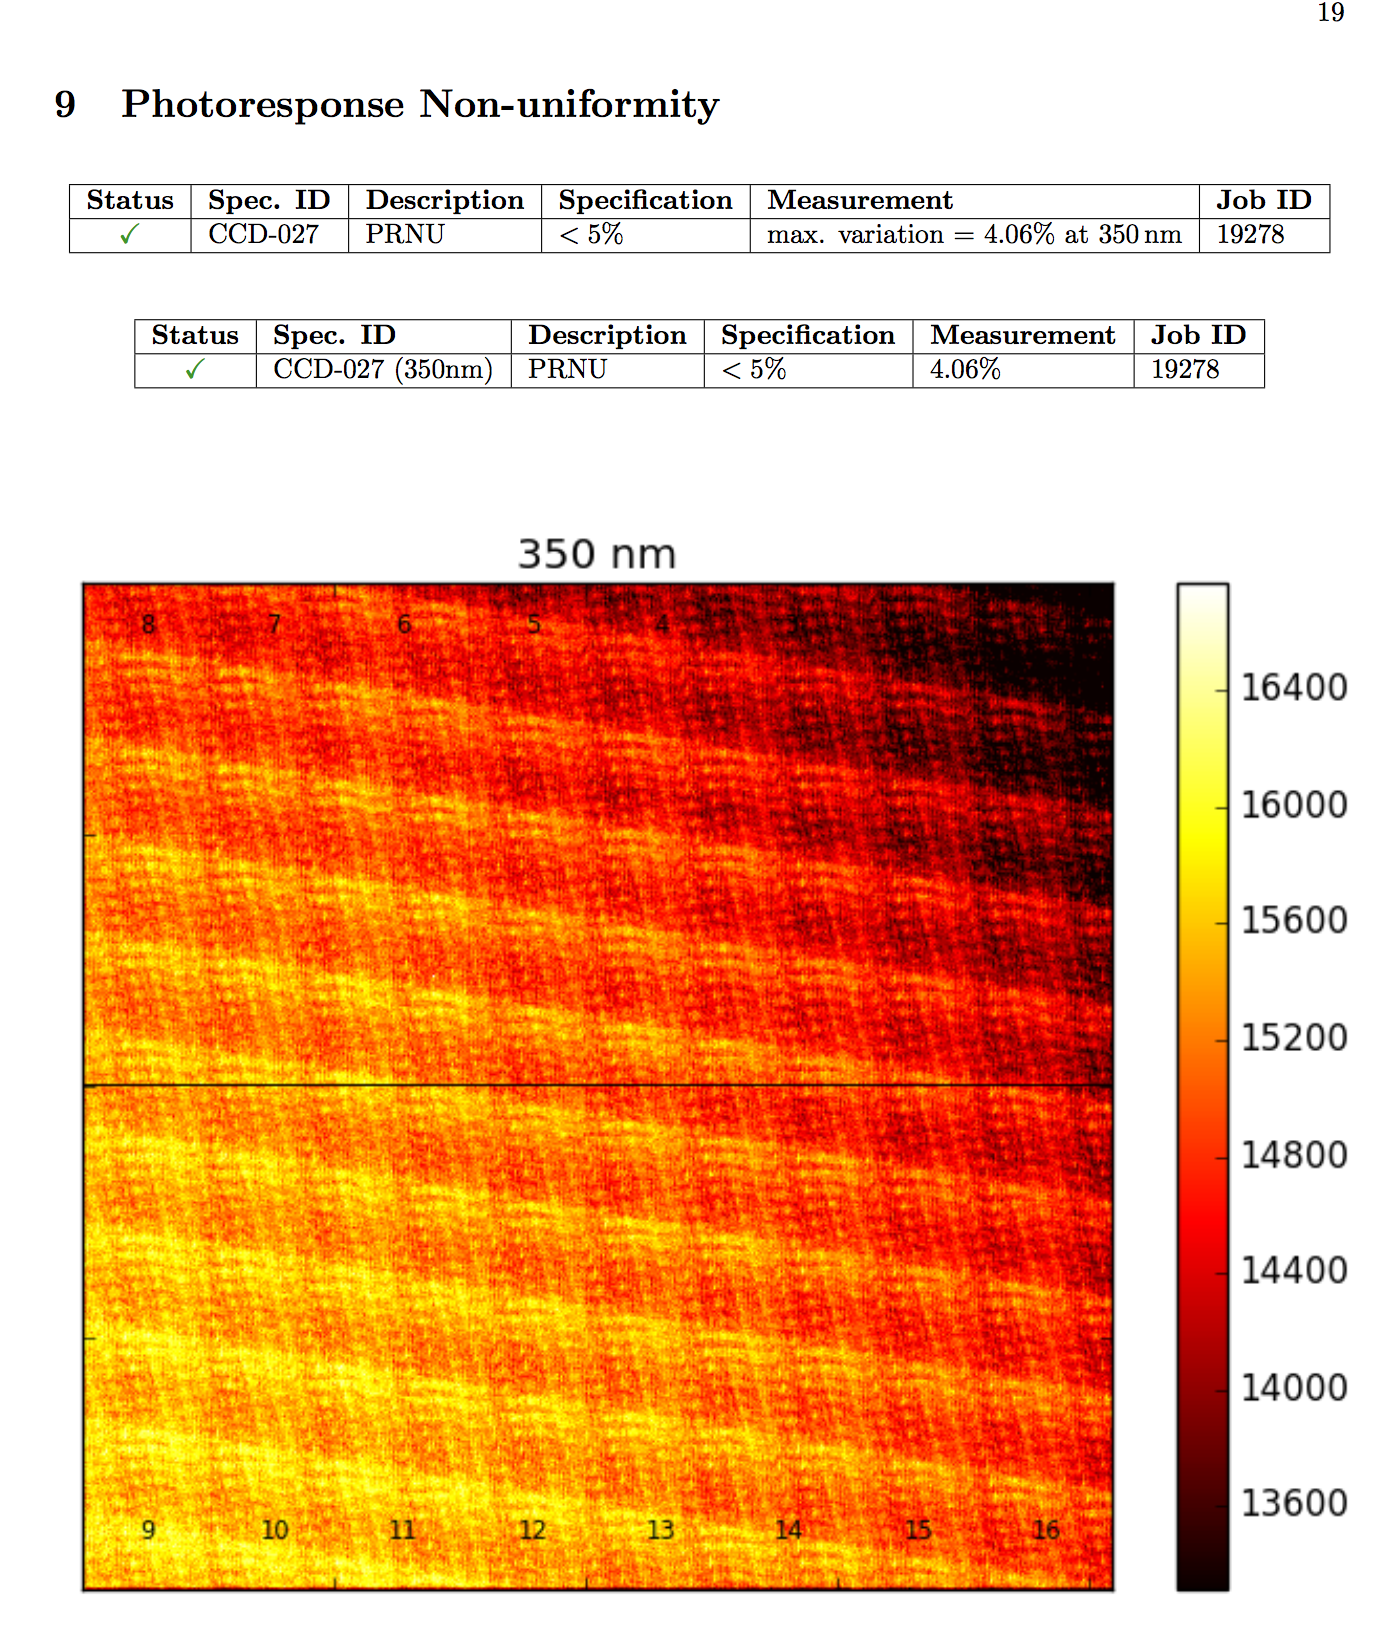 19
9 Photoresponse Non-uniformity
Status Spec. ID Description Specification Measurement Job ID
✓ CCD-027 PRNU < 5% max. variation = 4.06% at 350 nm 19278
Status Spec. ID Description Specification Measurement Job ID
✓ CCD-027 (350nm) PRNU < 5% 4.06% 19278
350 nm
8 7 6 5 4
16400
16000
15600
15200
14800
14400
14000
13600
9 10 11 12 13 14 15 16